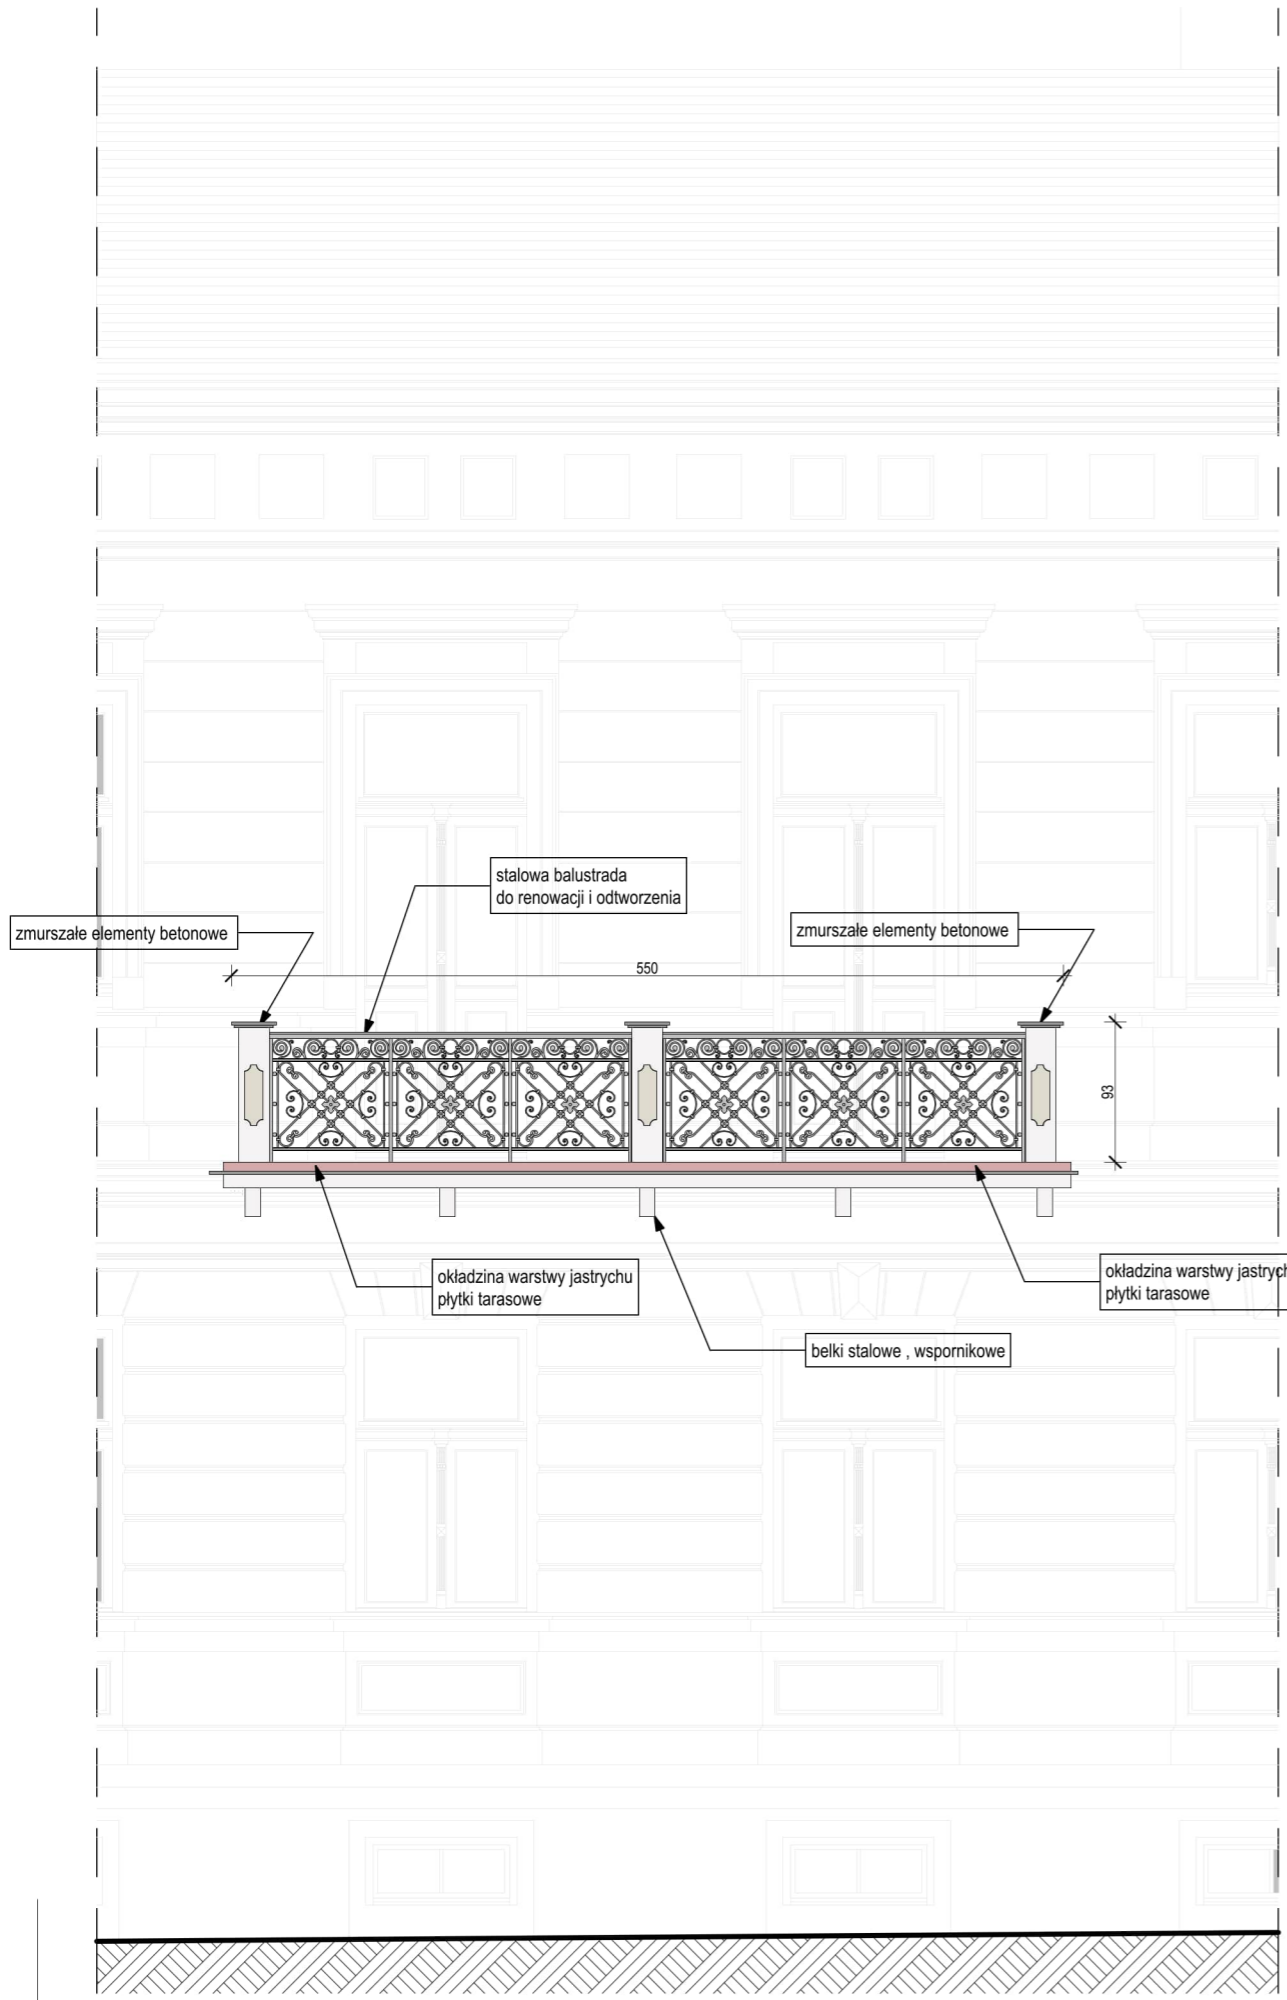 stalowa balustrada
do renowacji i odtworzenia
zmurszałe elementy betonowe
zmurszałe elementy betonowe
550
93
okładzina warstwy jastrychu
płytki tarasowe
okładzina warstwy jastrych
płytki tarasowe
belki stalowe , wspornikowe